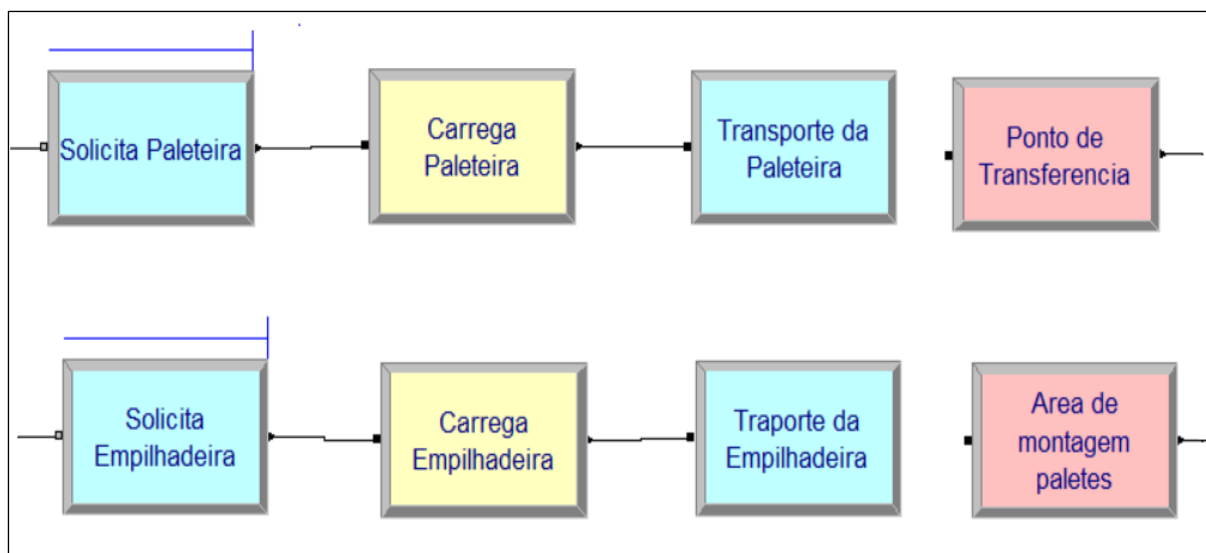 Solicita Paleteira
Carrega
Paleteira
Transporte da
Paleteira
Ponto de
Transferencia
Solicita
Empilhadeira
Carrega
Empilhadeira
Traporte da
Empilhadeira
Area de
montagem
paletes